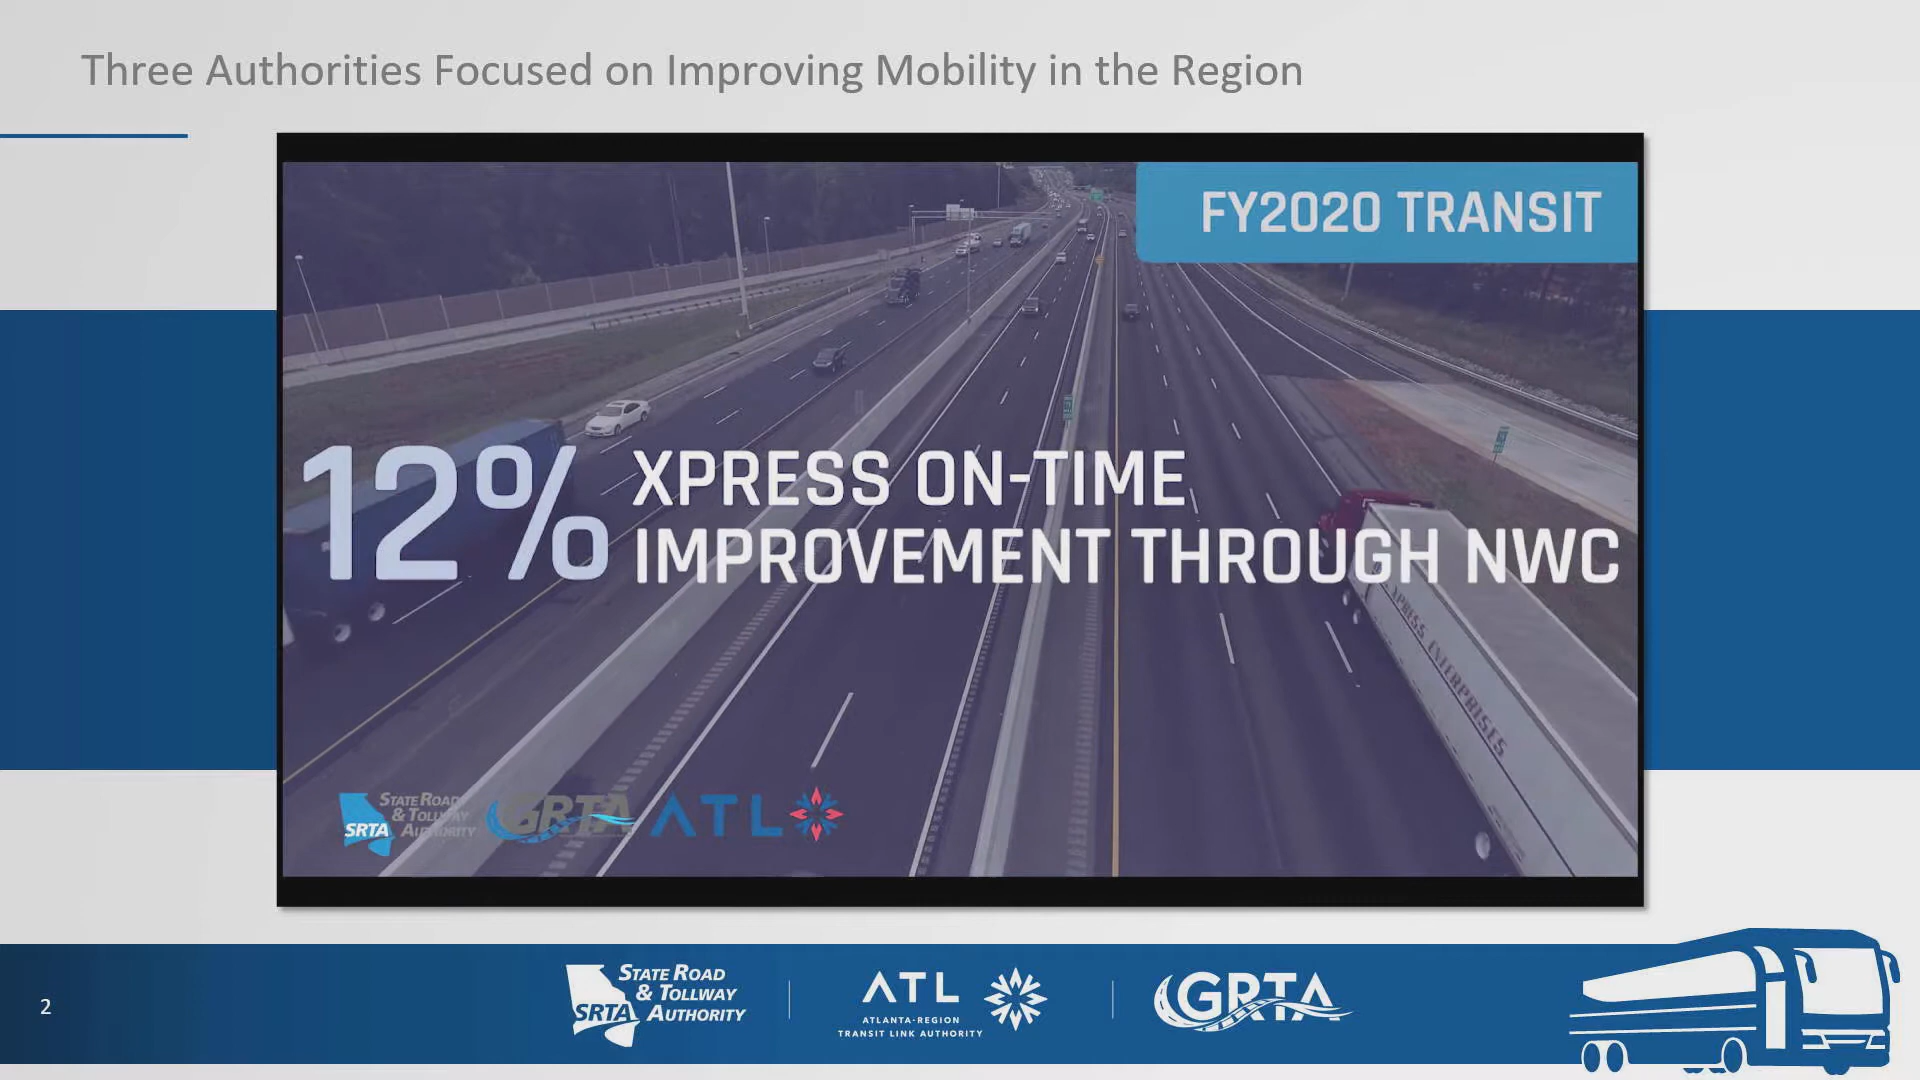 Three Authorities Focused on Improving Mobility in the Region
FY2020 TRANSIT
12%
XPRESS ON-TIME
IMPROVEMENT THROUGH NWC
XPRESS ENTERPRISES
STATE ROAD
& TOLLWAY
SRTA AUTHORITY
GRTA
ATL
2
STATE ROAD
& TOLLWAY
SRTA AUTHORITY
ATL
ATLANTA-REGION
TRANSIT LINK AUTHORITY
GRTA